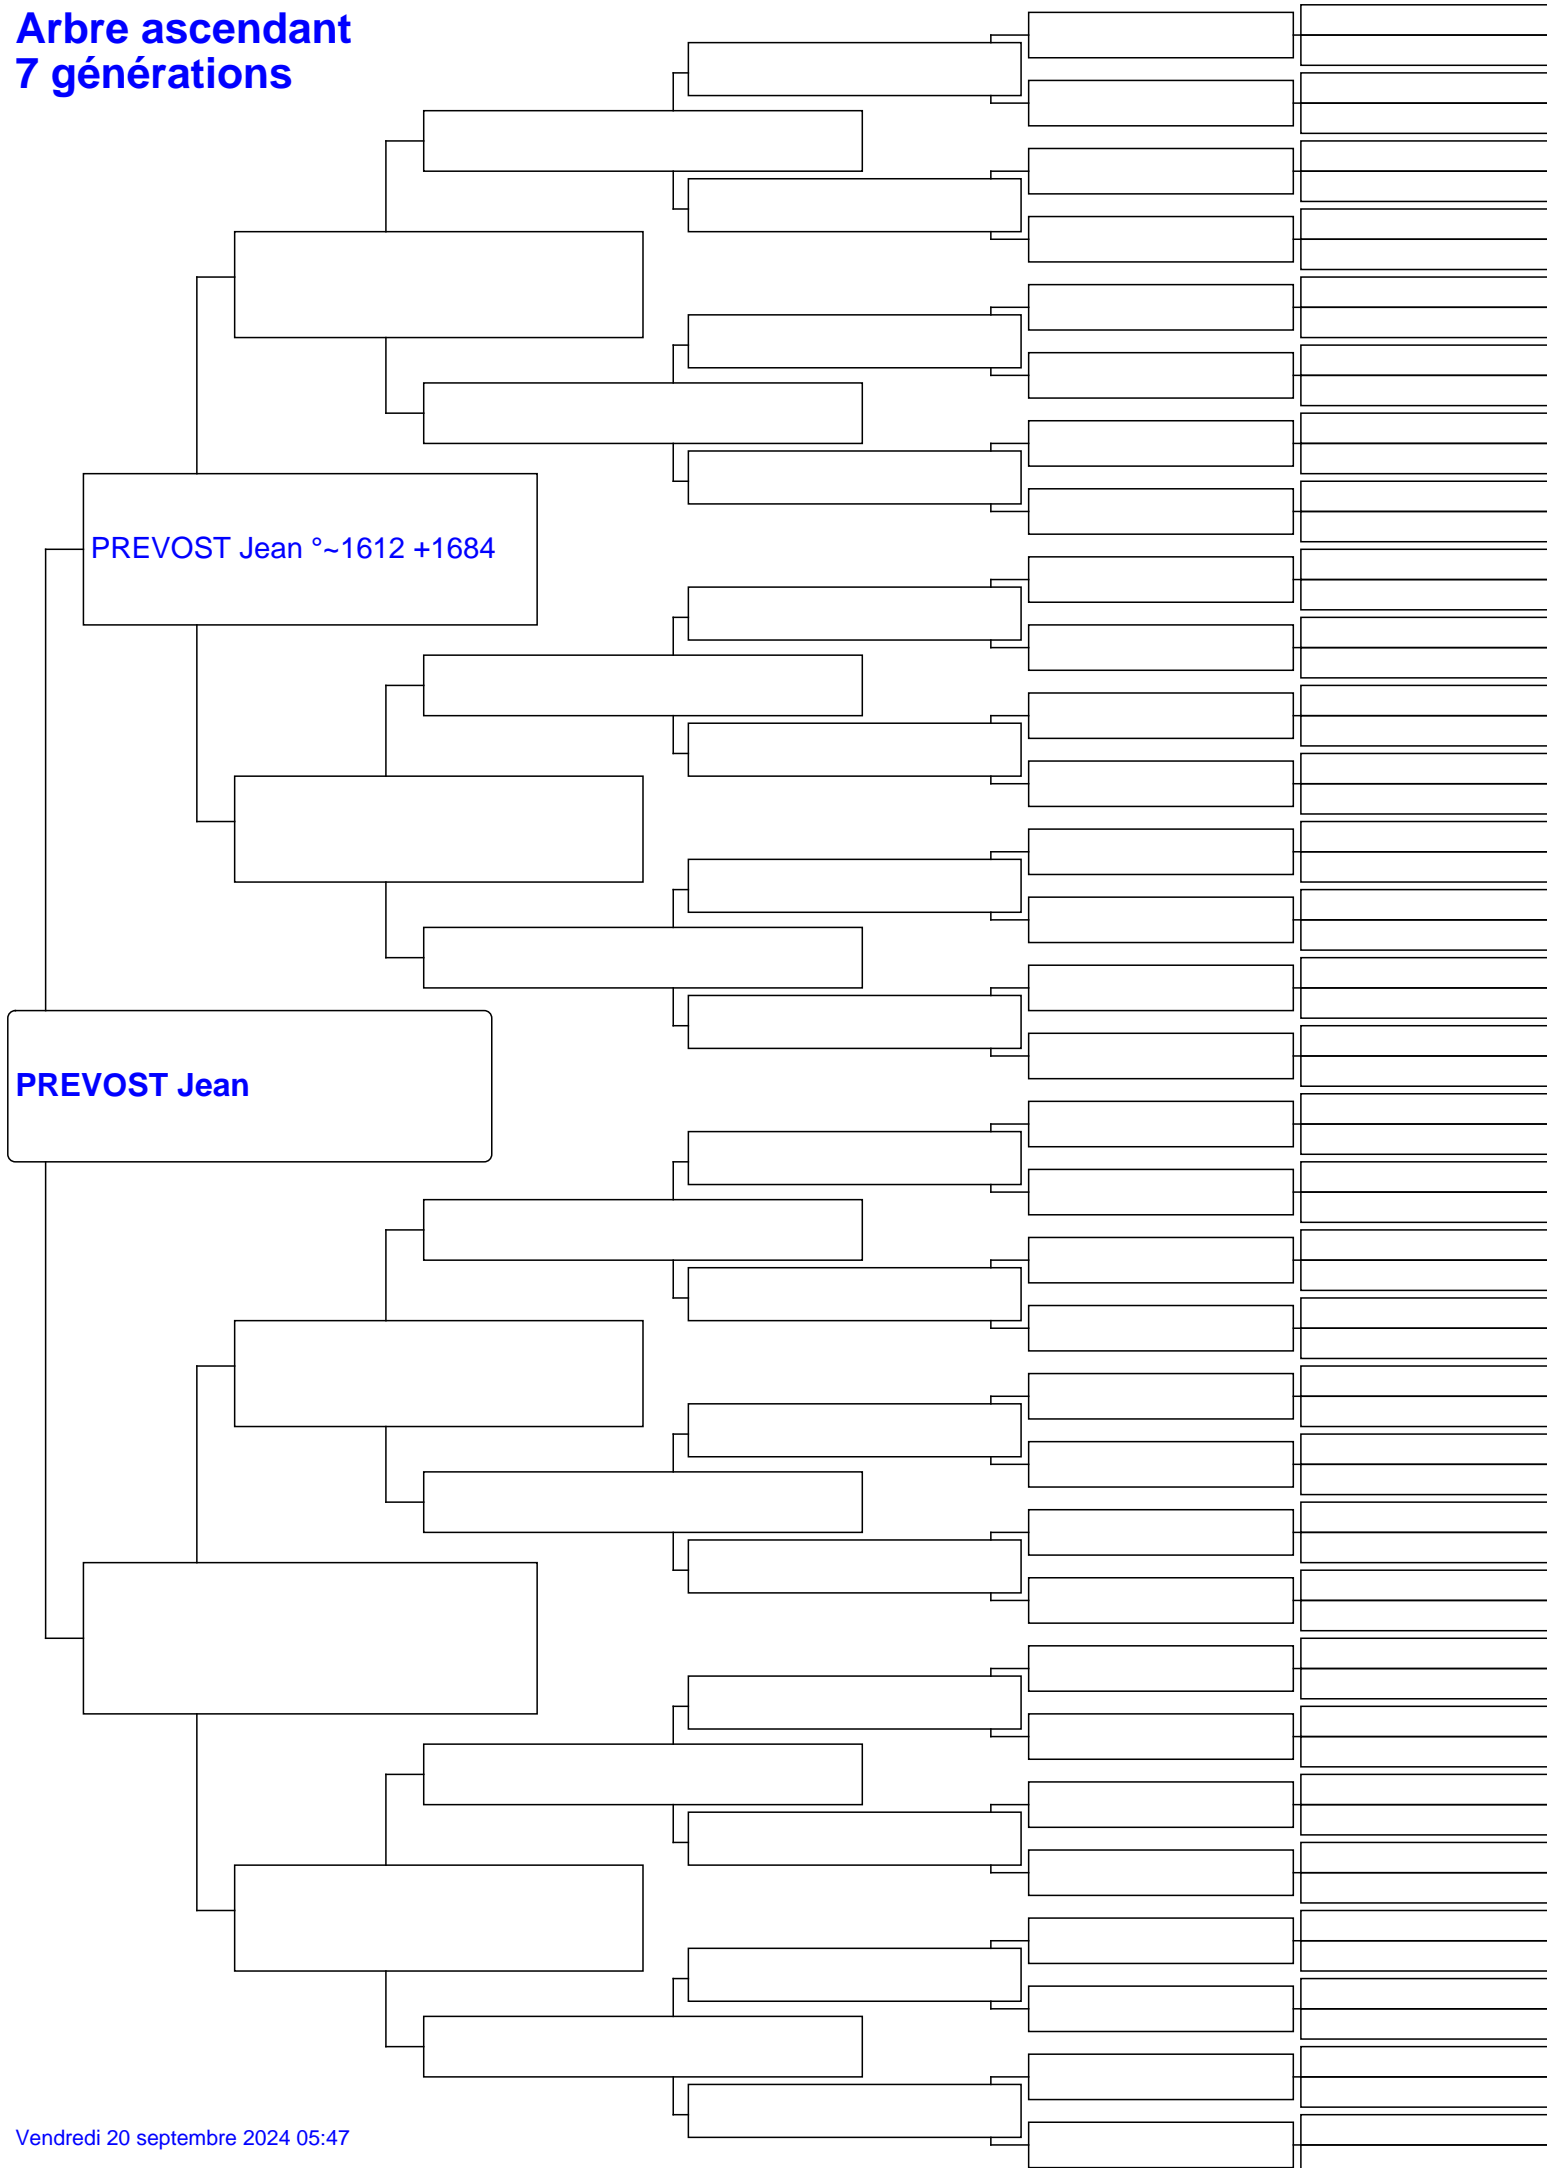 Arbre ascendant
7 générations
PREVOST Jean °~1612 +1684
PREVOST Jean
Vendredi 20 septembre 2024 05:47